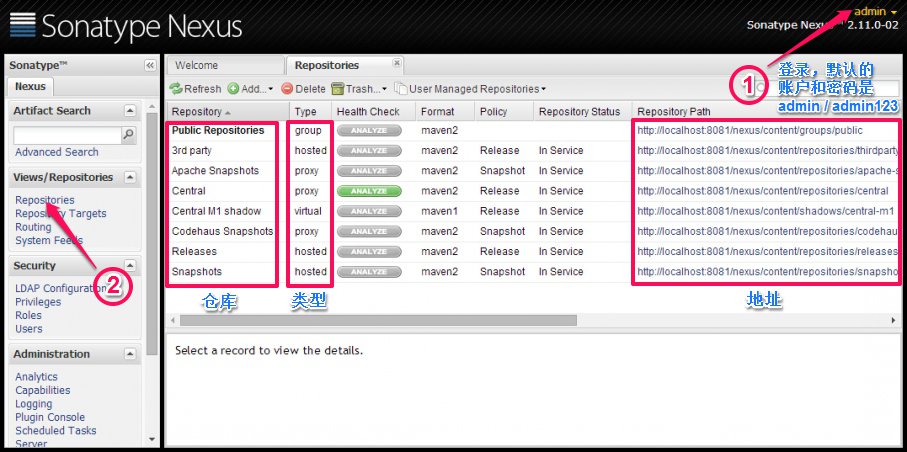 Sonatype Nexus
admin
Sonatype Nexus™ 2.11.0-02
1
登录，默认的
账户和密码是
admin / admin123
Sonatype™
Nexus
Artifact Search
Advanced Search
Views/Repositories
Repositories
Repository Targets
Routing
System Feeds
2
Security
LDAP Configuration
Privileges
Roles
Users
Administration
Analytics
Capabilities
Logging
Plugin Console
Scheduled Tasks
Server
Welcome
Repositories
Refresh Add... Delete Trash... User Managed Repositories
Repository Type Health Check Format Policy Repository Status Repository Path
Public Repositories group ANALYZE maven2 http://localhost:8081/nexus/content/groups/public
3rd party hosted ANALYZE maven2 Release In Service http://localhost:8081/nexus/content/repositories/thirdparty
Apache Snapshots proxy ANALYZE maven2 Snapshot In Service http://localhost:8081/nexus/content/repositories/apache-s
Central proxy ANALYZE maven2 Release In Service http://localhost:8081/nexus/content/repositories/central
Central M1 shadow virtual ANALYZE maven1 Release In Service http://localhost:8081/nexus/content/shadows/central-m1
Codehaus Snapshots proxy ANALYZE maven2 Snapshot In Service http://localhost:8081/nexus/content/repositories/codehau
Releases hosted ANALYZE maven2 Release In Service http://localhost:8081/nexus/content/repositories/releases
Snapshots hosted ANALYZE maven2 Snapshot In Service http://localhost:8081/nexus/content/repositories/snapsho
仓库 类型 地址
Select a record to view the details.